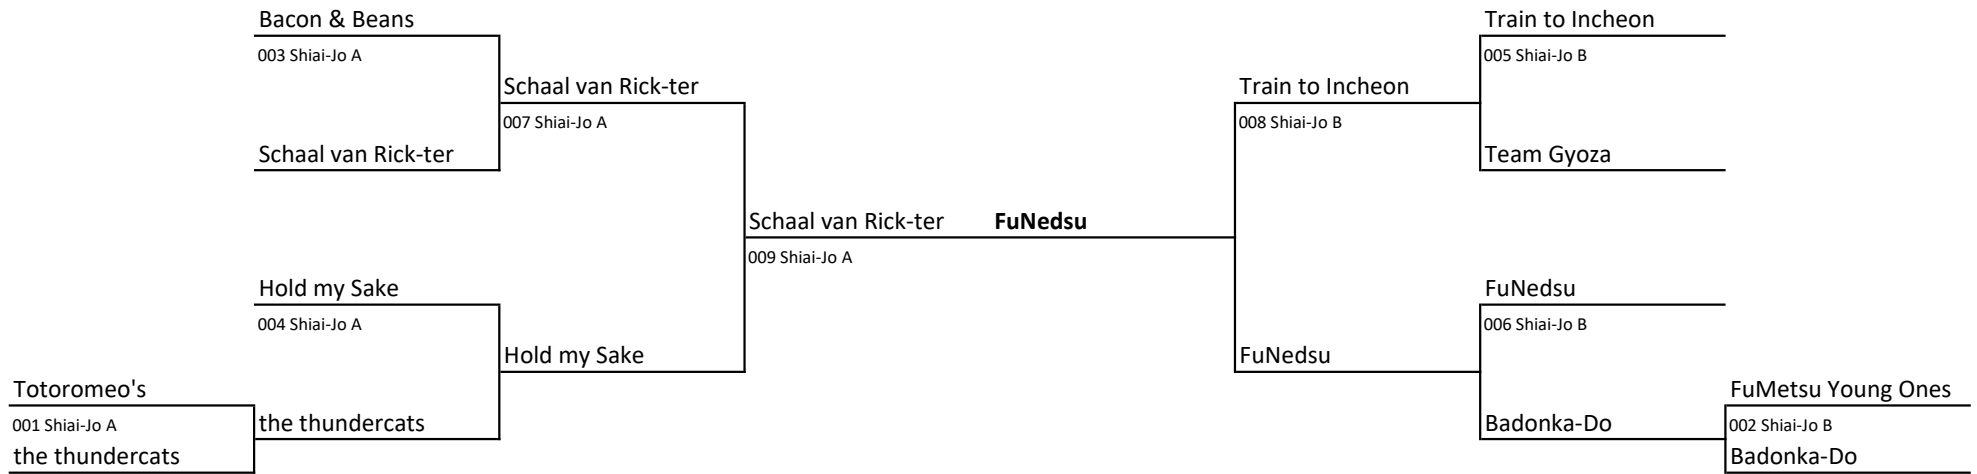 Bacon & Beans
Train to Incheon
003 Shiai-Jo A
005 Shiai-Jo B
Schaal van Rick-ter
Train to Incheon
007 Shiai-Jo A
008 Shiai-Jo B
Schaal van Rick-ter
Team Gyoza
Schaal van Rick-ter
FuNedsu
009 Shiai-Jo A
Hold my Sake
FuNedsu
004 Shiai-Jo A
006 Shiai-Jo B
Hold my Sake
FuNedsu
Totoromeo's
FuMetsu Young Ones
001 Shiai-Jo A
the thundercats
Badonka-Do
002 Shiai-Jo B
the thundercats
Badonka-Do